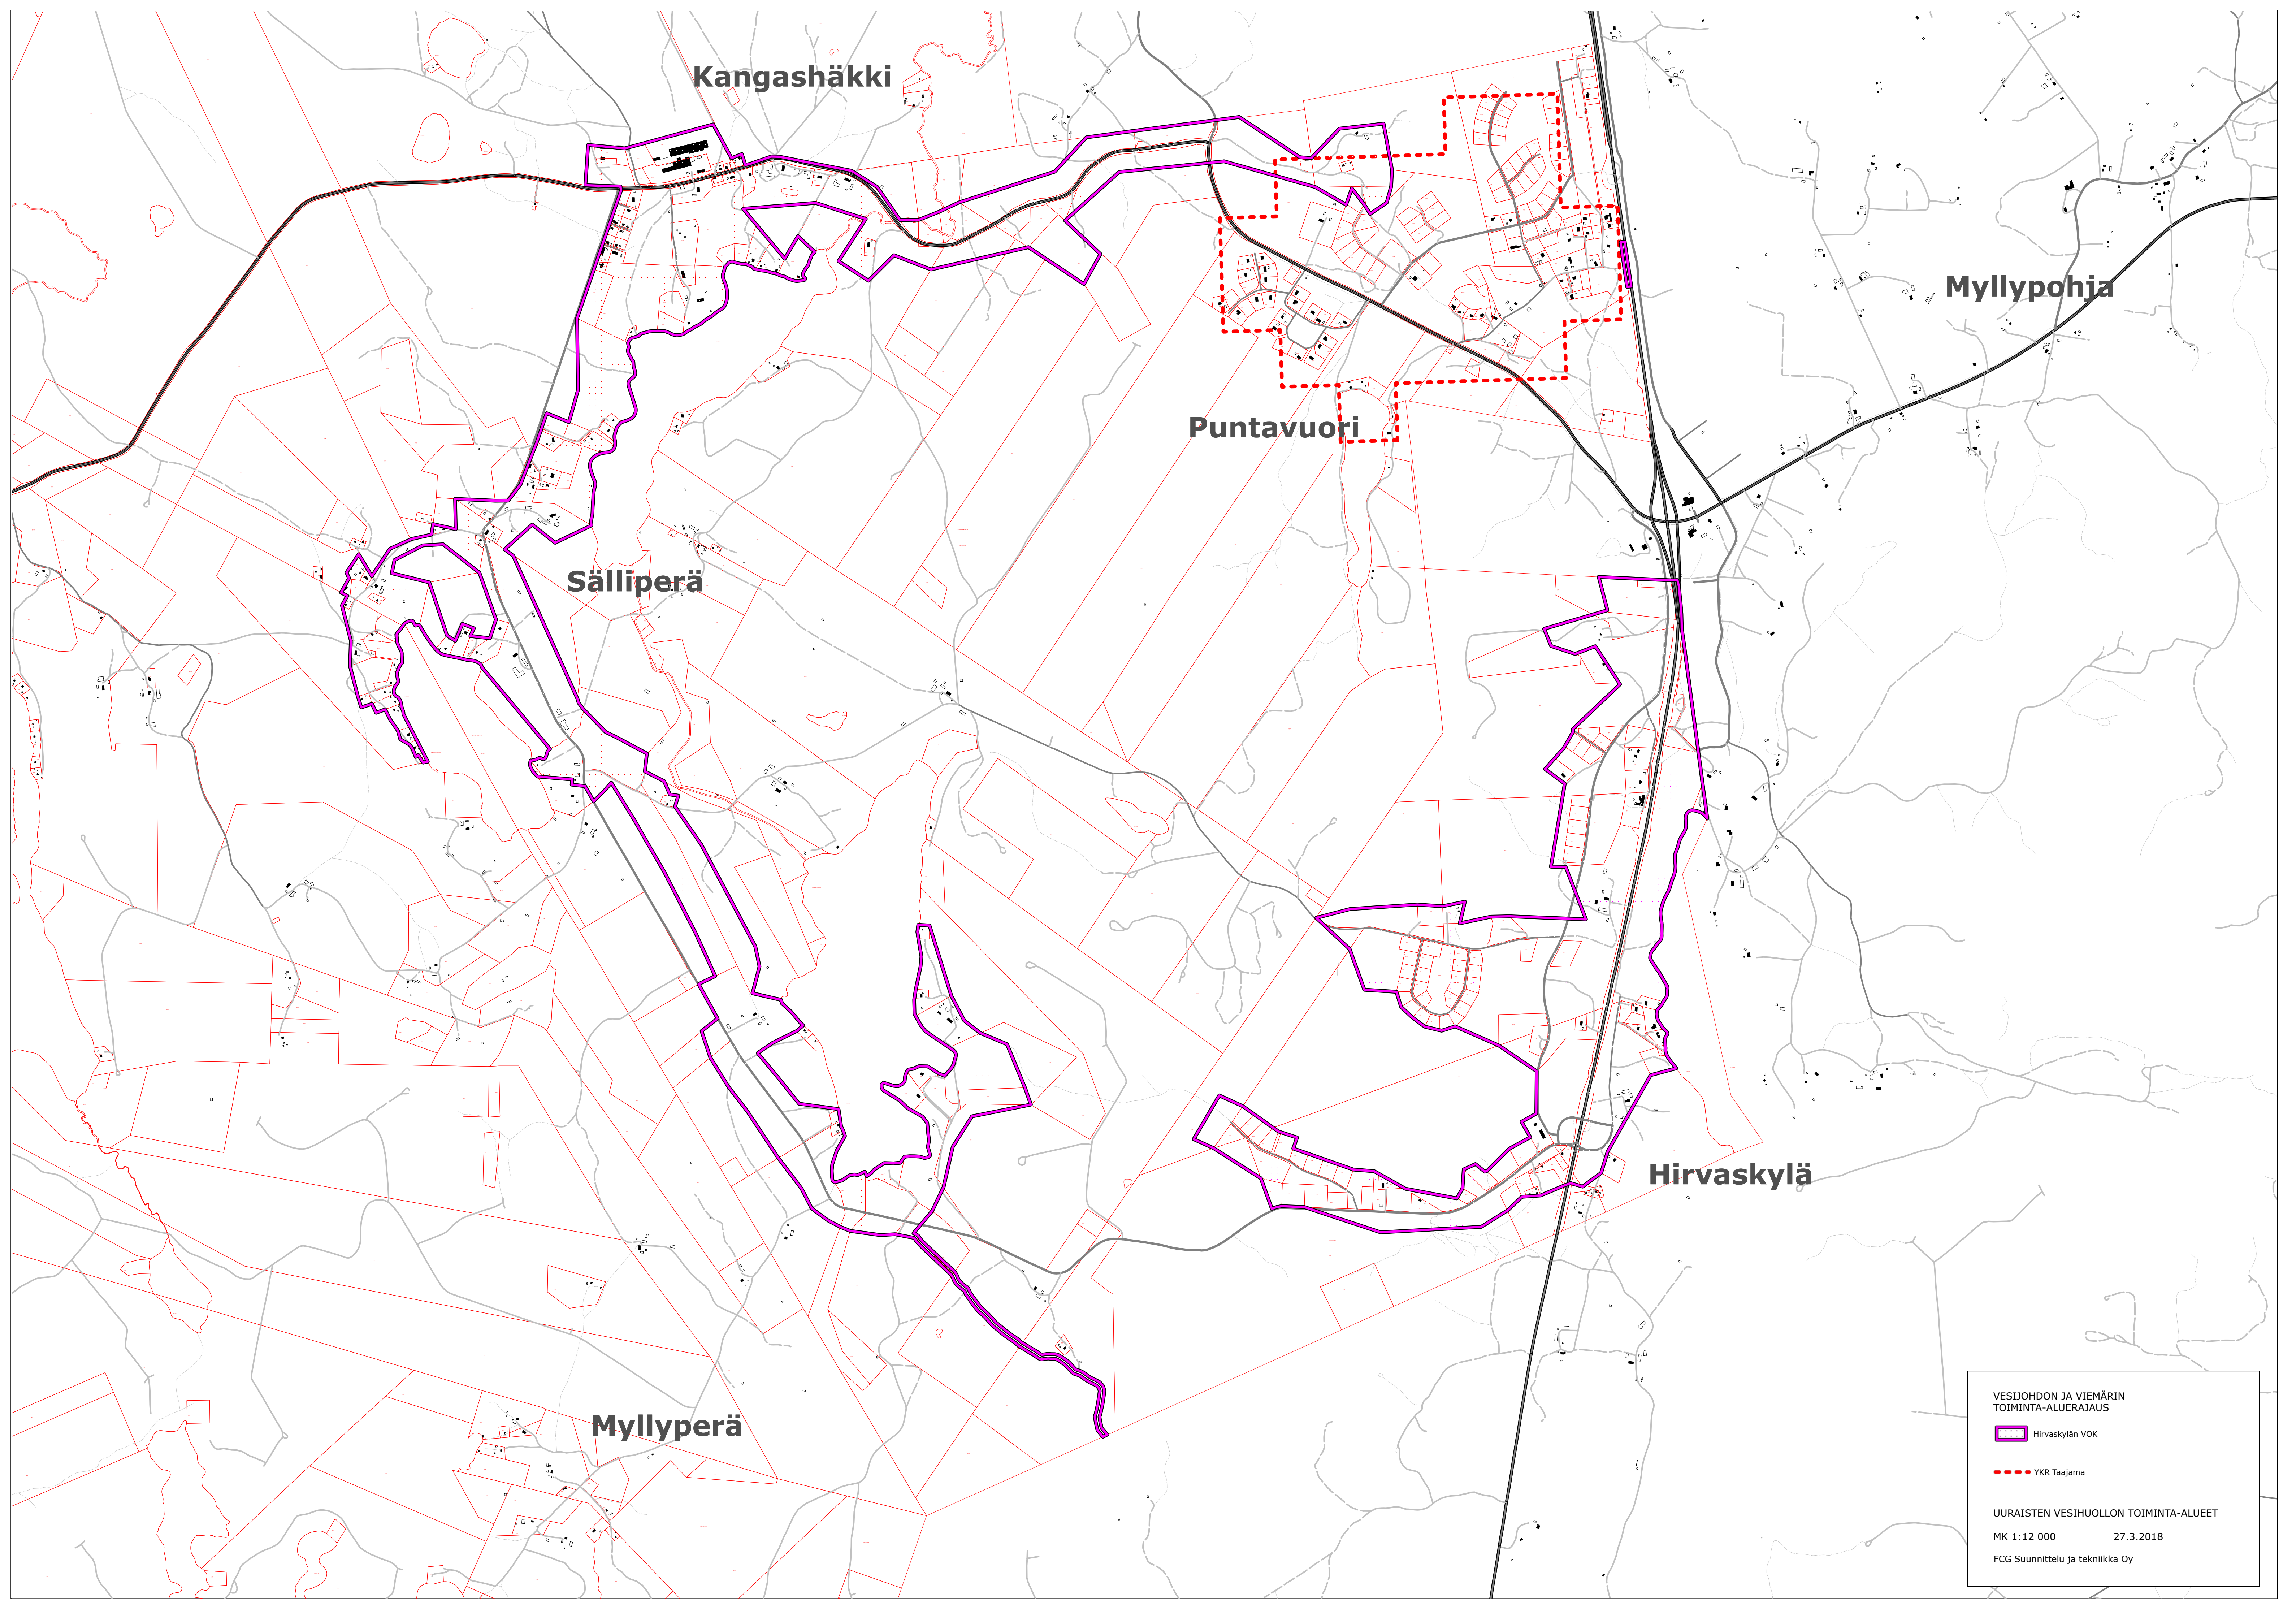 Kangashäkki
Myllypohja
Puntavuori
Sälliperä
Hirvaskylä
Myllyperä
VESIJOHDON JA VIEMÄRIN
TOIMINTA-ALUERAJAUS
Hirvaskylän VOK
YKR Taajama
UURAISTEN VESIHUOLLON TOIMINTA-ALUEET
MK 1:12 000 27.3.2018
FCG Suunnittelu ja tekniikka Oy